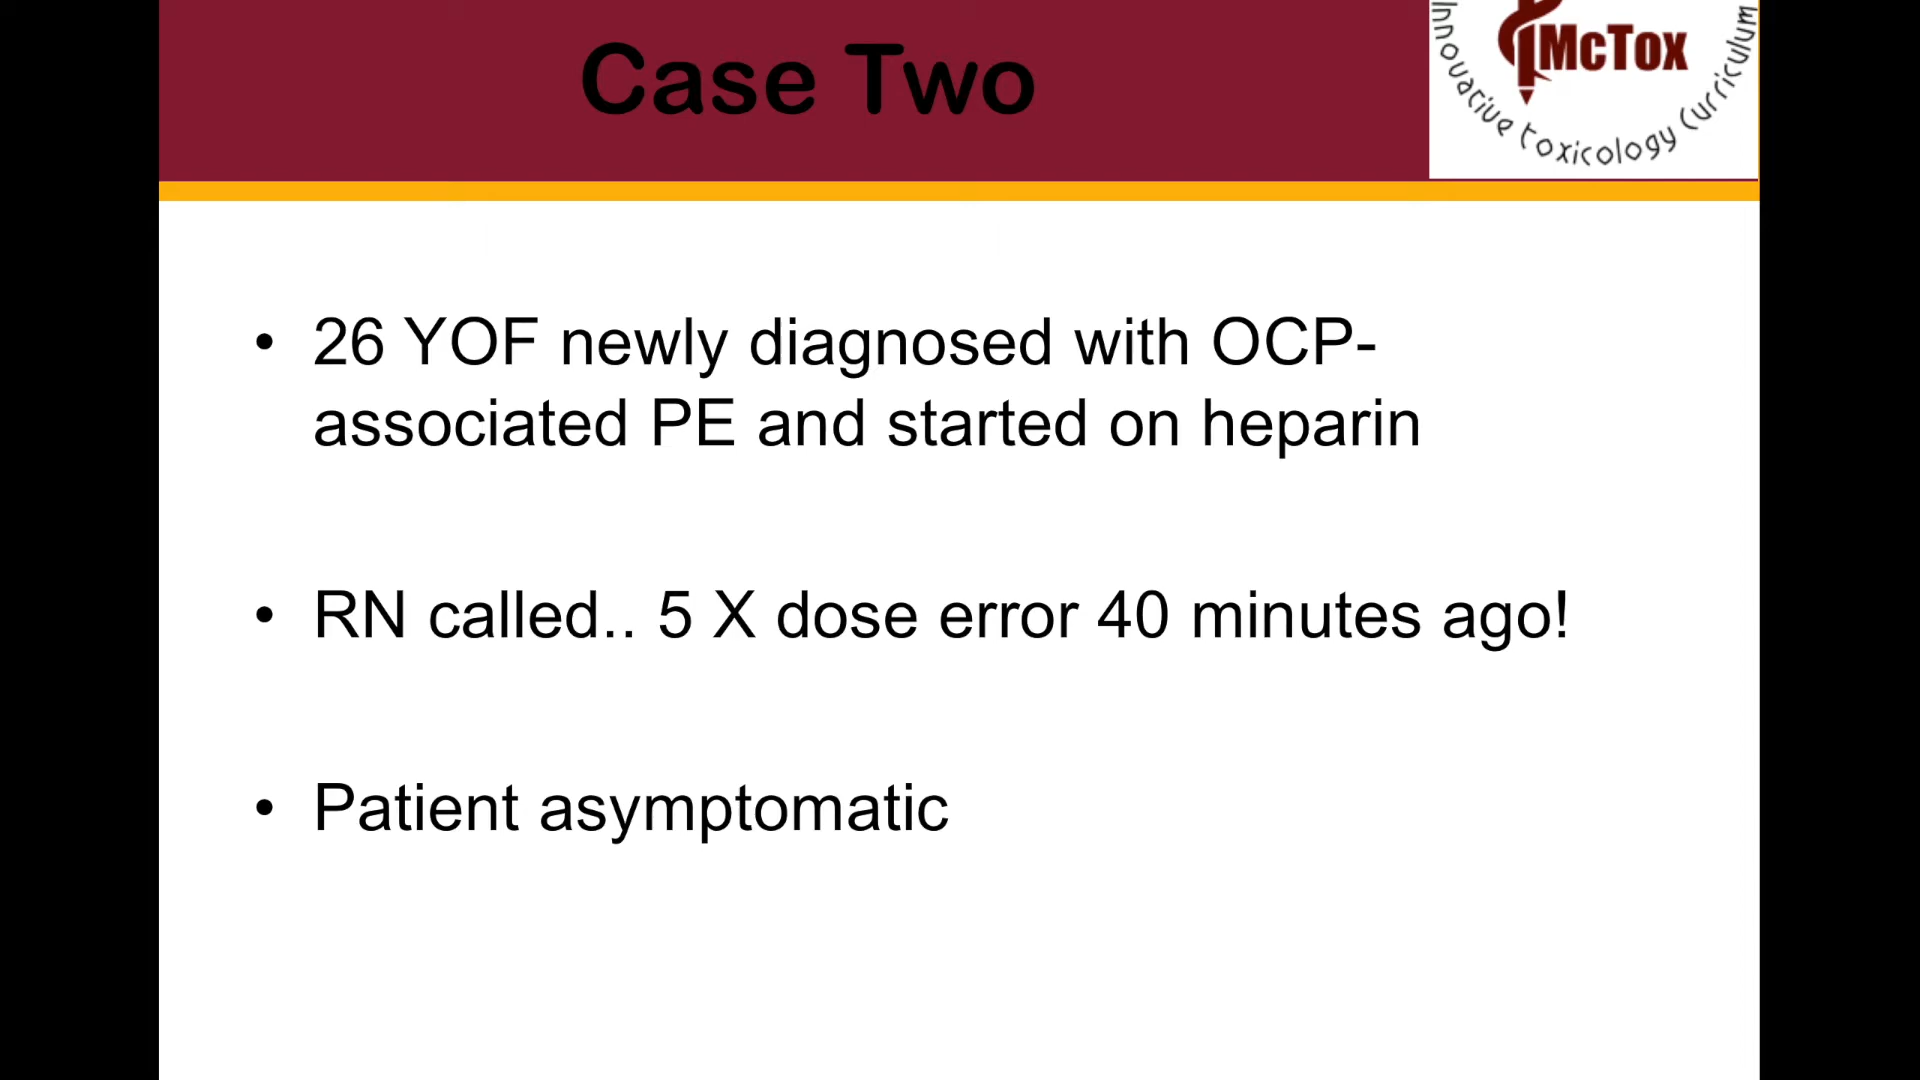 Case Two
McTox
Innovative Toxicology Curriculum
• 26 YOF newly diagnosed with OCP-
associated PE and started on heparin
• RN called.. 5 X dose error 40 minutes ago!
• Patient asymptomatic